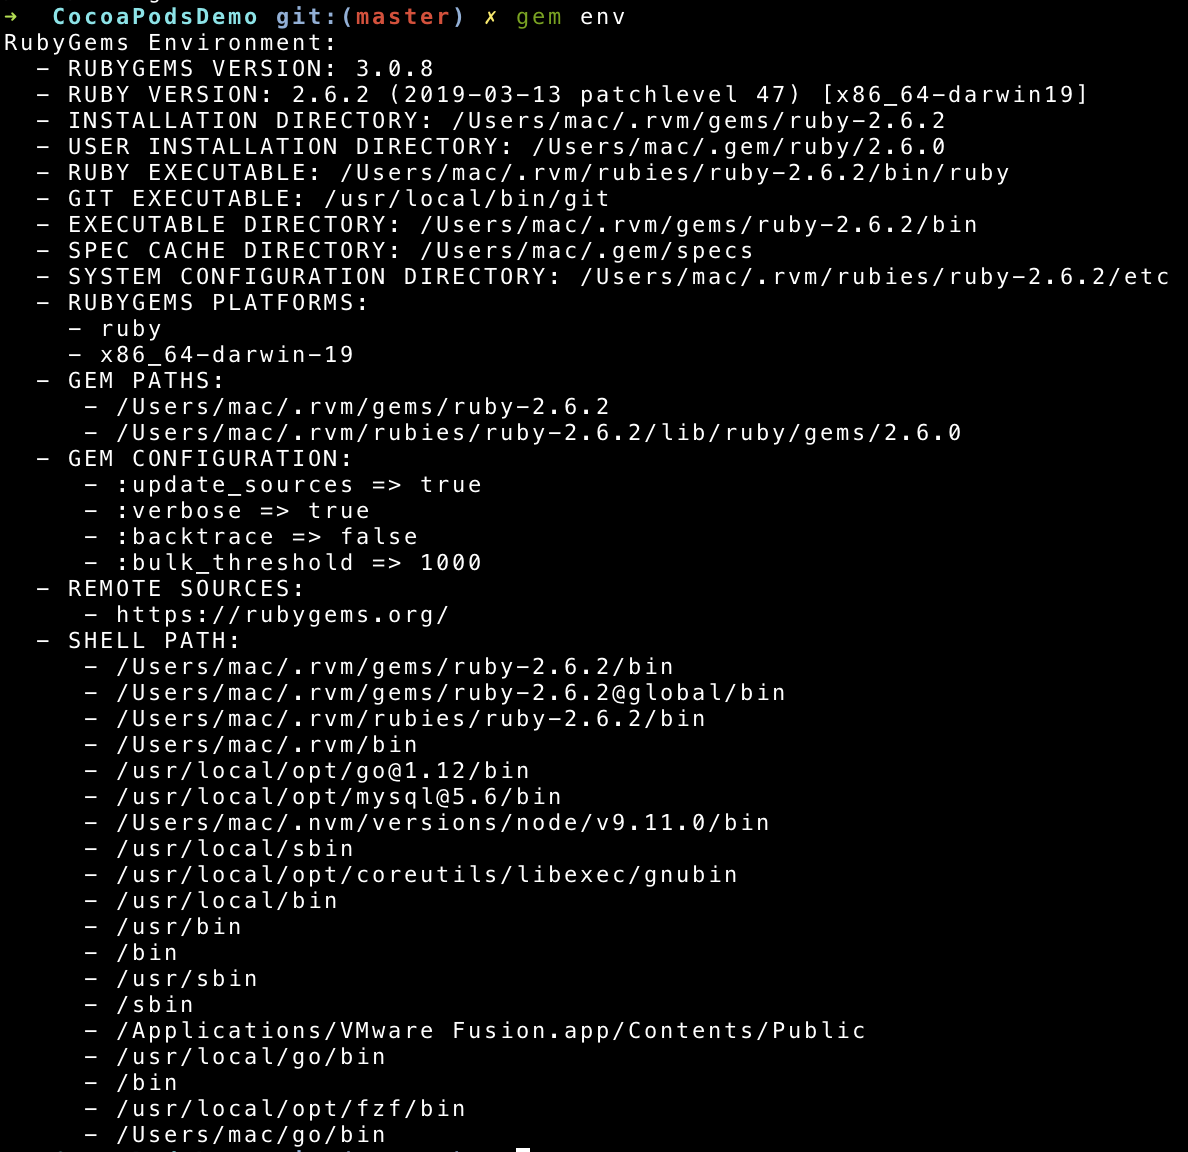 ➜  CocoaPodsDemo git:(master) ✗ gem env
RubyGems Environment:
  - RUBYGEMS VERSION: 3.0.8
  - RUBY VERSION: 2.6.2 (2019-03-13 patchlevel 47) [x86_64-darwin19]
  - INSTALLATION DIRECTORY: /Users/mac/.rvm/gems/ruby-2.6.2
  - USER INSTALLATION DIRECTORY: /Users/mac/.gem/ruby/2.6.0
  - RUBY EXECUTABLE: /Users/mac/.rvm/rubies/ruby-2.6.2/bin/ruby
  - GIT EXECUTABLE: /usr/local/bin/git
  - EXECUTABLE DIRECTORY: /Users/mac/.rvm/gems/ruby-2.6.2/bin
  - SPEC CACHE DIRECTORY: /Users/mac/.gem/specs
  - SYSTEM CONFIGURATION DIRECTORY: /Users/mac/.rvm/rubies/ruby-2.6.2/etc
  - RUBYGEMS PLATFORMS:
    - ruby
    - x86_64-darwin-19
  - GEM PATHS:
     - /Users/mac/.rvm/gems/ruby-2.6.2
     - /Users/mac/.rvm/rubies/ruby-2.6.2/lib/ruby/gems/2.6.0
  - GEM CONFIGURATION:
     - :update_sources => true
     - :verbose => true
     - :backtrace => false
     - :bulk_threshold => 1000
  - REMOTE SOURCES:
     - https://rubygems.org/
  - SHELL PATH:
     - /Users/mac/.rvm/gems/ruby-2.6.2/bin
     - /Users/mac/.rvm/gems/ruby-2.6.2@global/bin
     - /Users/mac/.rvm/rubies/ruby-2.6.2/bin
     - /Users/mac/.rvm/bin
     - /usr/local/opt/go@1.12/bin
     - /usr/local/opt/mysql@5.6/bin
     - /Users/mac/.nvm/versions/node/v9.11.0/bin
     - /usr/local/sbin
     - /usr/local/opt/coreutils/libexec/gnubin
     - /usr/local/bin
     - /usr/bin
     - /bin
     - /usr/sbin
     - /sbin
     - /Applications/VMware Fusion.app/Contents/Public
     - /usr/local/go/bin
     - /bin
     - /usr/local/opt/fzf/bin
     - /Users/mac/go/bin